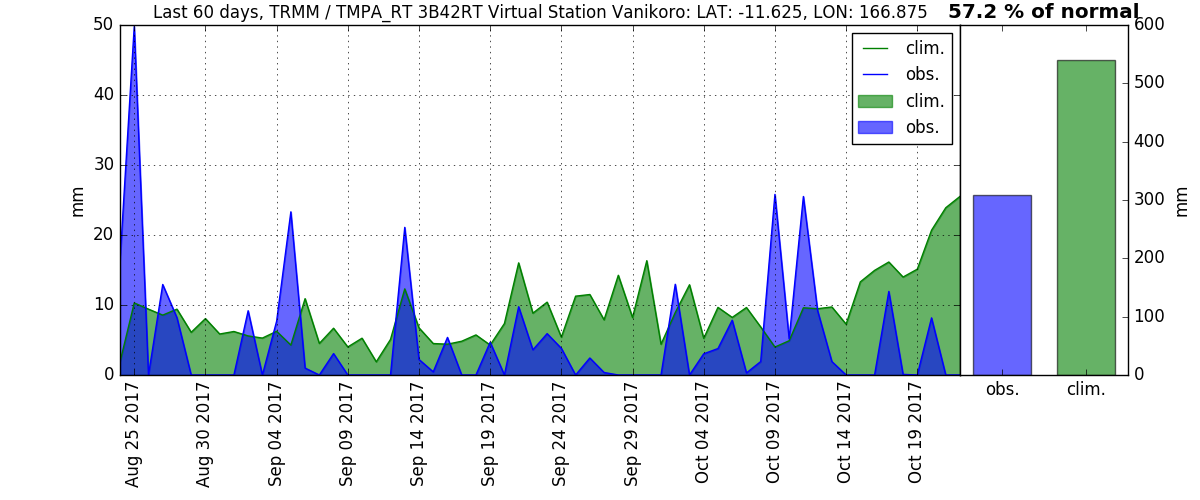 Last 60 days, TRMM / TMPA_RT 3B42RT Virtual Station Vanikoro: LAT: -11.625, LON: 166.875
57.2 % of normal
50
40
30
20
10
0
mm
clim.
obs.
clim.
obs.
600
500
400
300
200
100
0
mm
obs.
clim.
Aug 25 2017
Aug 30 2017
Sep 04 2017
Sep 09 2017
Sep 14 2017
Sep 19 2017
Sep 24 2017
Sep 29 2017
Oct 04 2017
Oct 09 2017
Oct 14 2017
Oct 19 2017